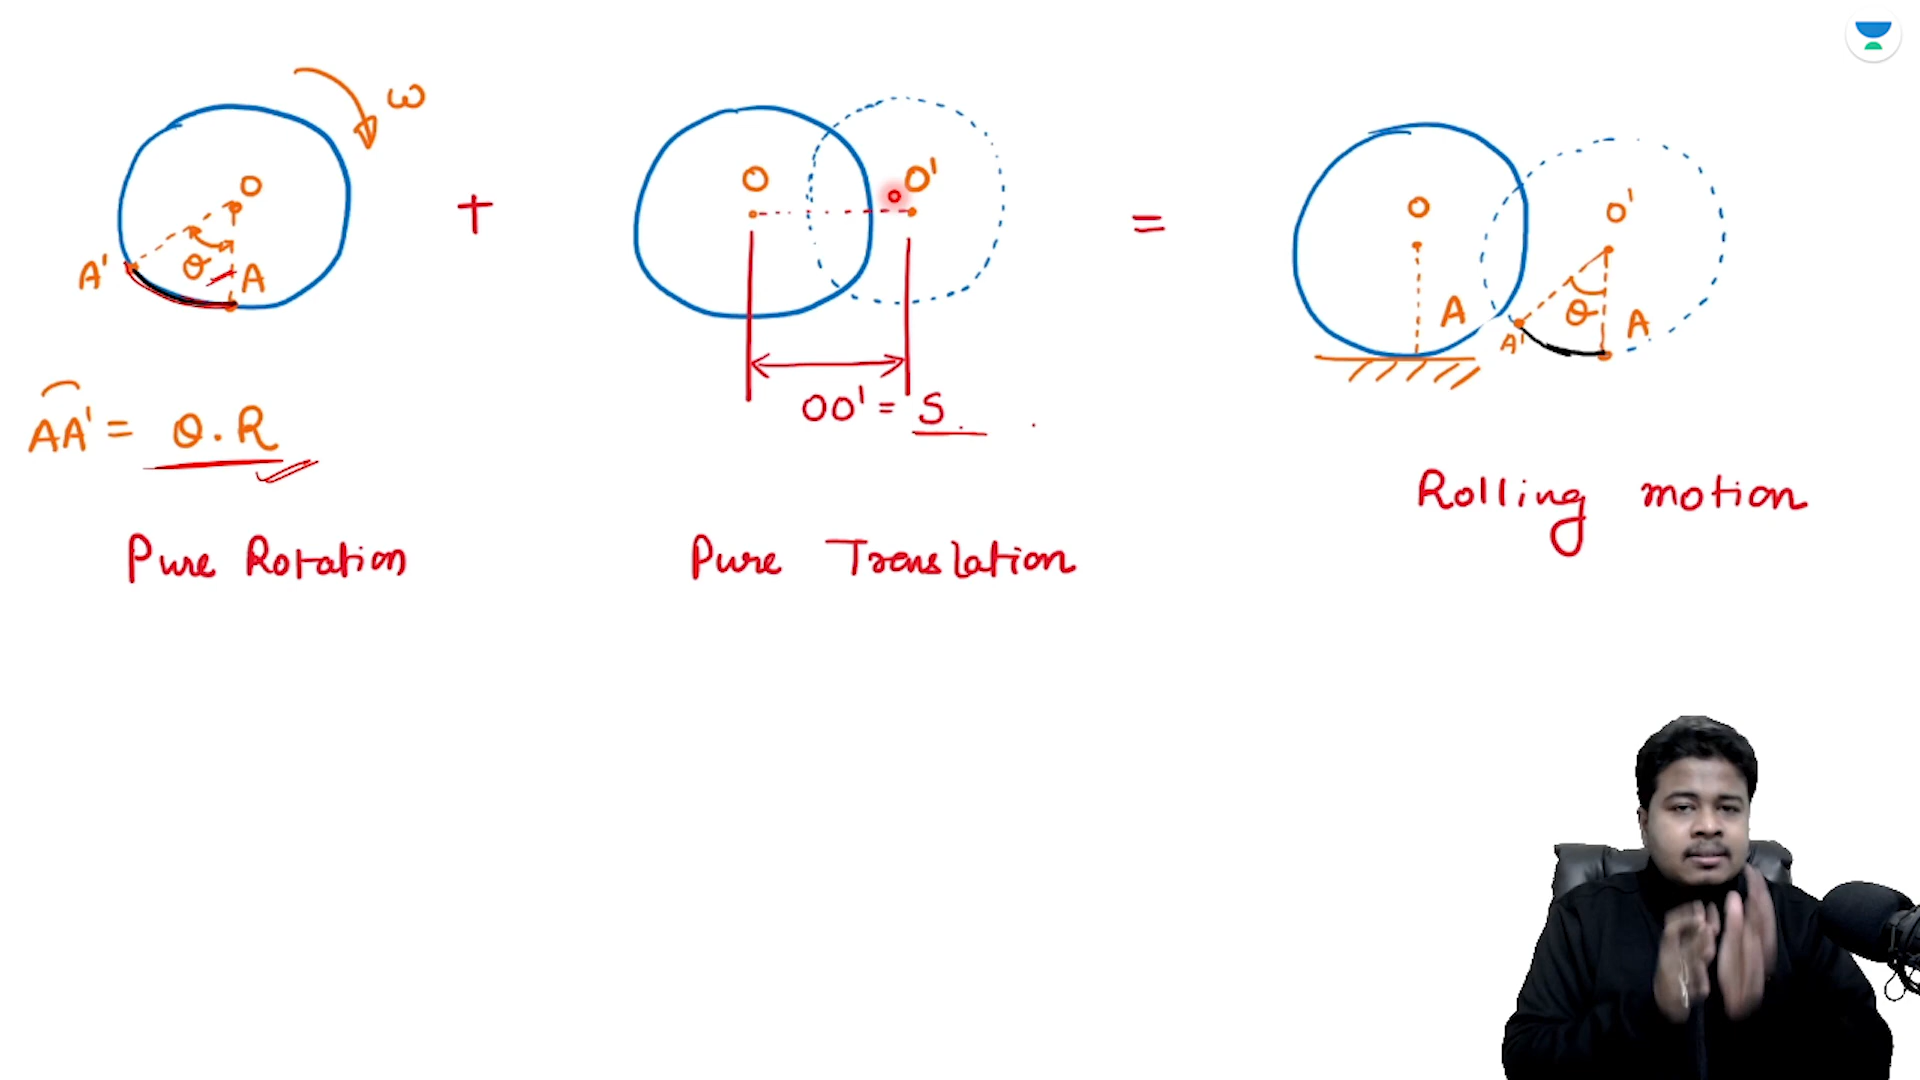 ω
O
θ
A' A
AA' = θ.R
Pure Rotation
+
O O'
OO' = S
Pure Translation
=
O O'
A θ A
A'
Rolling motion